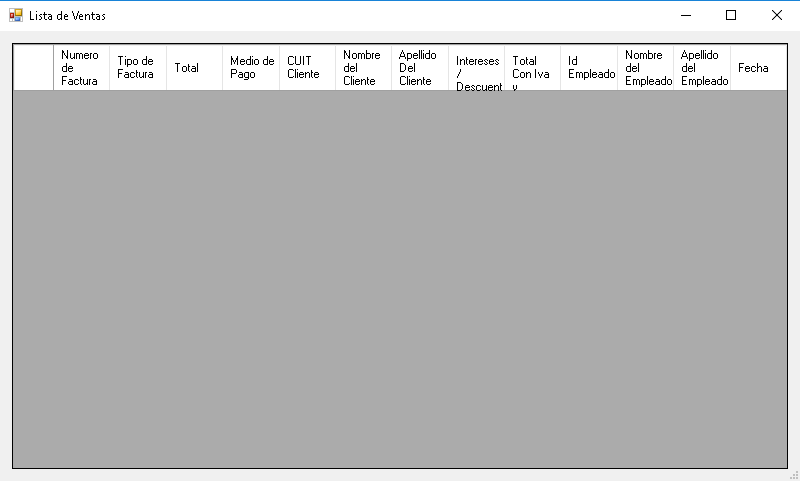 Lista de Ventas
Numero
de
Factura
Tipo de
Factura
Total
Medio de
Pago
CUIT
Cliente
Nombre
del
Cliente
Apellido
Del
Cliente
Intereses
/
Descuent
Total
Con Iva
y
Id
Empleado
Nombre
del
Empleado
Apellido
del
Empleado
Fecha